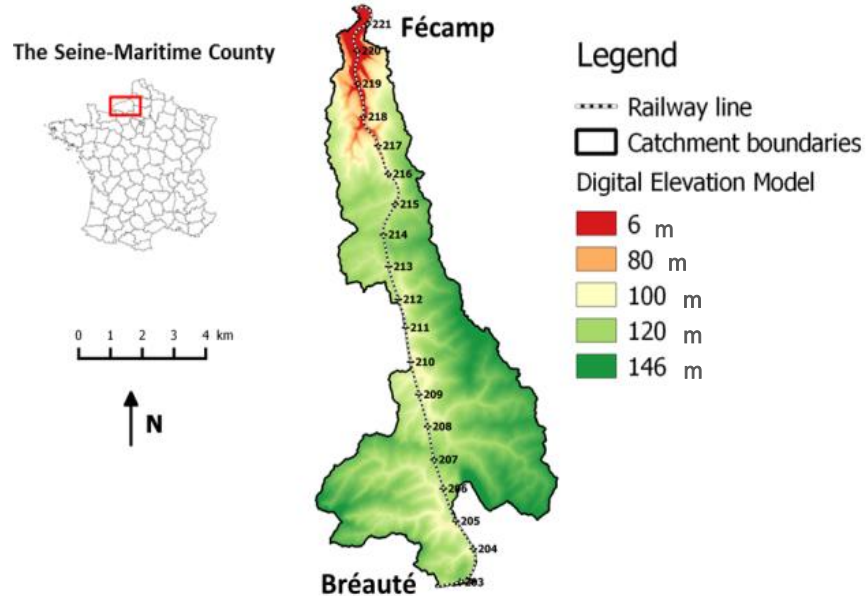 The Seine-Maritime County
0 1 2 4 km
N
Fécamp
221
220
219
218
217
216
215
214
213
212
211
210
209
208
207
206
205
204
203
Bréauté
Legend
Railway line
Catchment boundaries
Digital Elevation Model
6 m
80 m
100 m
120 m
146 m